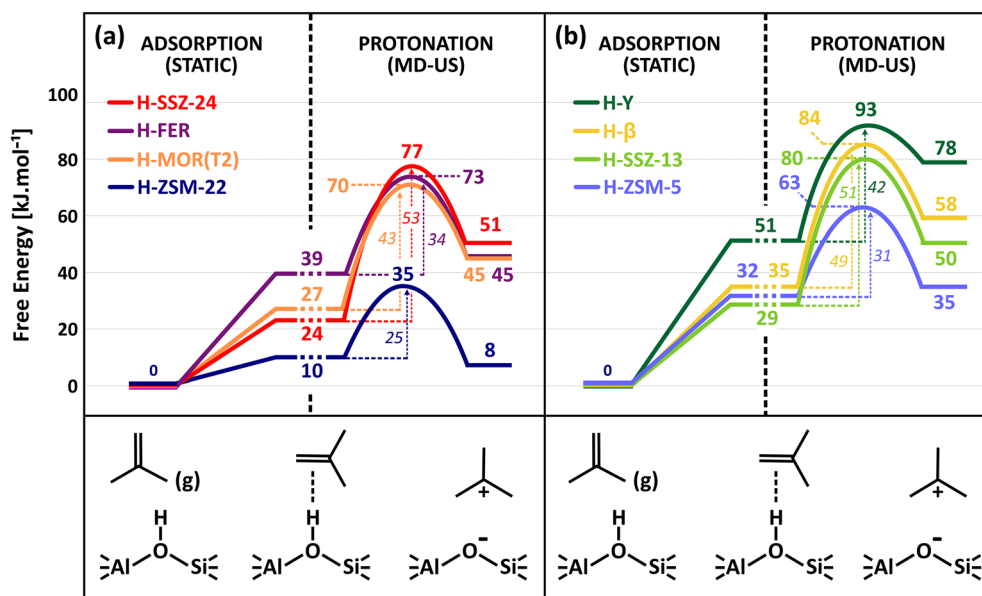 (a)
ADSORPTION
(STATIC)
PROTONATION
(MD-US)
(b)
ADSORPTION
(STATIC)
PROTONATION
(MD-US)
Free Energy [kJ.mol⁻¹]
100
80
60
40
20
0
H-SSZ-24
H-FER
H-MOR(T2)
H-ZSM-22
0
39
27
24
10
77
73
70
35
53
43
34
25
51
45
45
8
H-Y
H-β
H-SSZ-13
H-ZSM-5
0
51
32
35
29
93
84
80
63
51
42
49
31
78
58
50
35
(g)
H
O
Al
Si
H
O
Al
Si
+
O-
Al
Si
(g)
H
O
Al
Si
H
O
Al
Si
+
O-
Al
Si